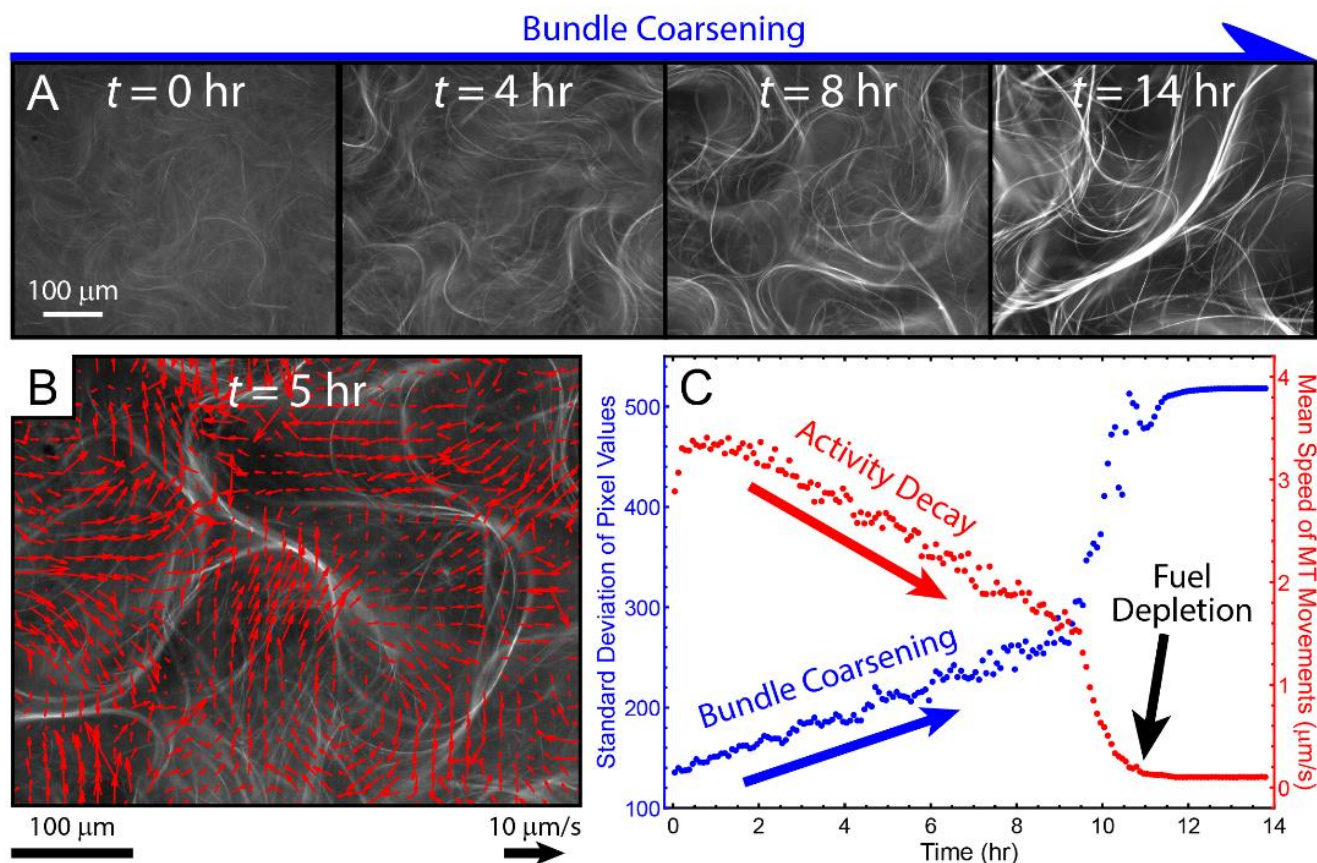 Bundle Coarsening
A
t = 0 hr
t = 4 hr
t = 8 hr
t = 14 hr
100 µm
B
t = 5 hr
100 µm
10 µm/s
C
Standard Deviation of Pixel Values
500
400
300
200
100
Activity Decay
Bundle Coarsening
Fuel
Depletion
4
3
2
1
0
Mean Speed of MT Movements (µm/s)
0 2 4 6 8 10 12 14
Time (hr)